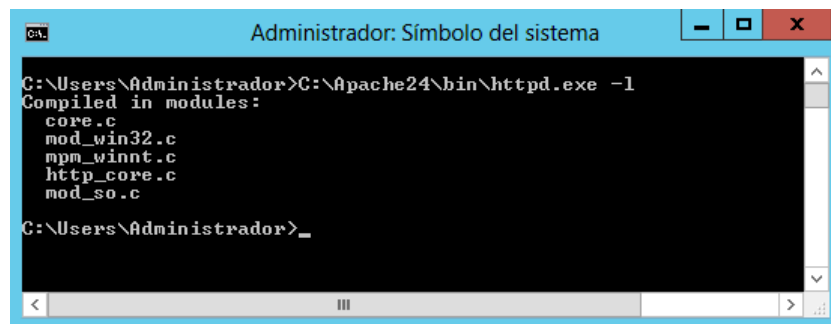 Administrador: Símbolo del sistema
C:\Users\Administrador>C:\Apache24\bin\httpd.exe -l
Compiled in modules:
  core.c
  mod_win32.c
  mpm_winnt.c
  http_core.c
  mod_so.c
C:\Users\Administrador>_